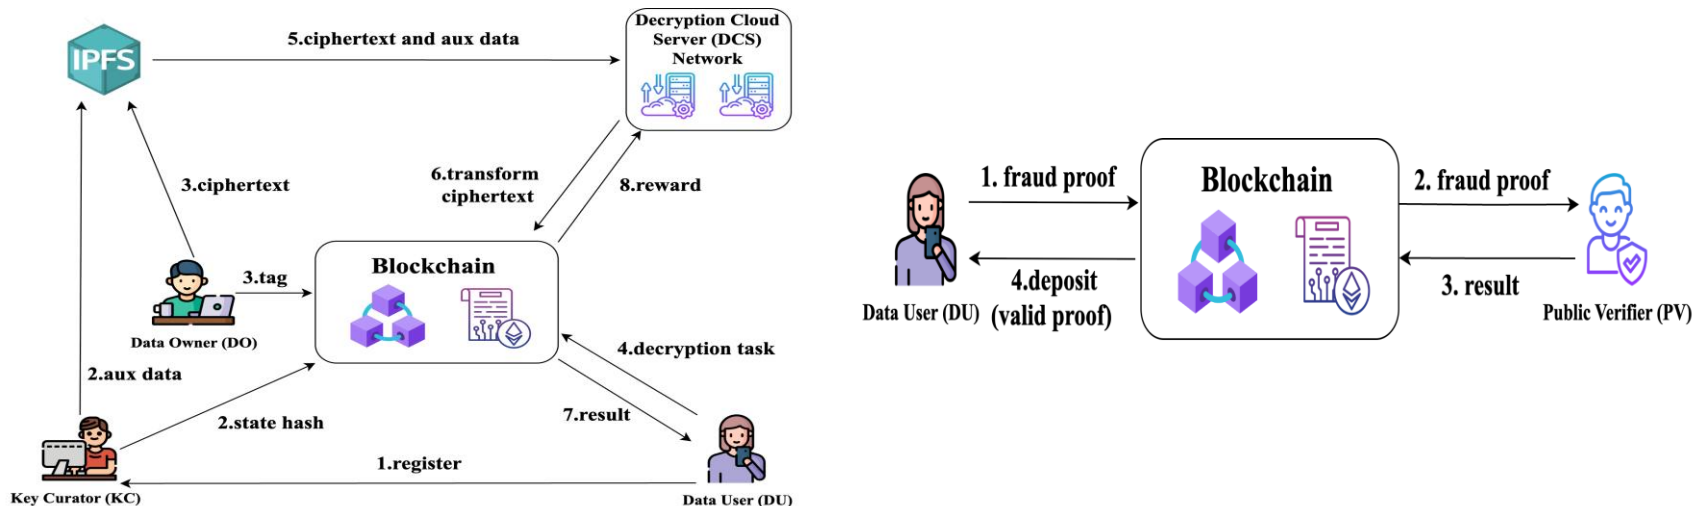 IPFS
5.ciphertext and aux data
Decryption Cloud
Server (DCS)
Network
3.ciphertext
6.transform
ciphertext
8.reward
3.tag
Blockchain
Data Owner (DO)
4.decryption task
2.aux data
2.state hash
7.result
1.register
Key Curator (KC)
Data User (DU)
1. fraud proof
Blockchain
2. fraud proof
4.deposit
(valid proof)
3. result
Data User (DU)
Public Verifier (PV)